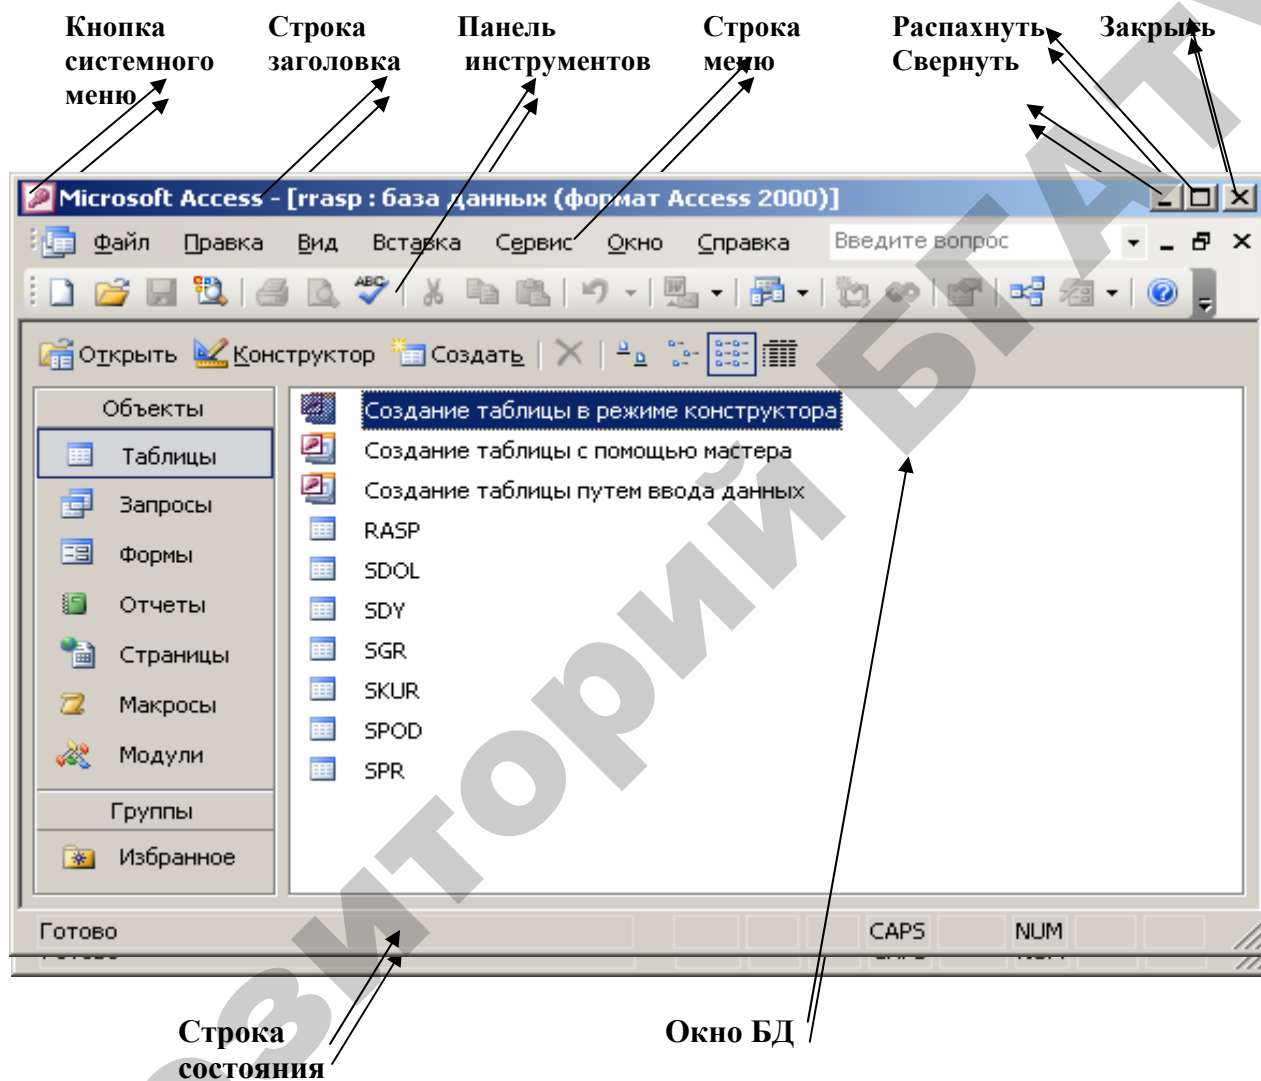 Кнопка системного меню
Строка заголовка
Панель инструментов
Строка меню
Распахнуть
Свернуть
Закрыть
Microsoft Access - [rrasp : база данных (формат Access 2000)]
Файл Правка Вид Вставка Сервис Окно Справка Введите вопрос
ABC W
Открыть Конструктор Создать
Объекты
Таблицы
Запросы
Формы
Отчеты
Страницы
Макросы
Модули
Группы
Избранное
Создание таблицы в режиме конструктора
Создание таблицы с помощью мастера
Создание таблицы путем ввода данных
RASP
SDOL
SDY
SGR
SKUR
SPOD
SPR
Готово CAPS NUM
Строка состояния
Окно БД